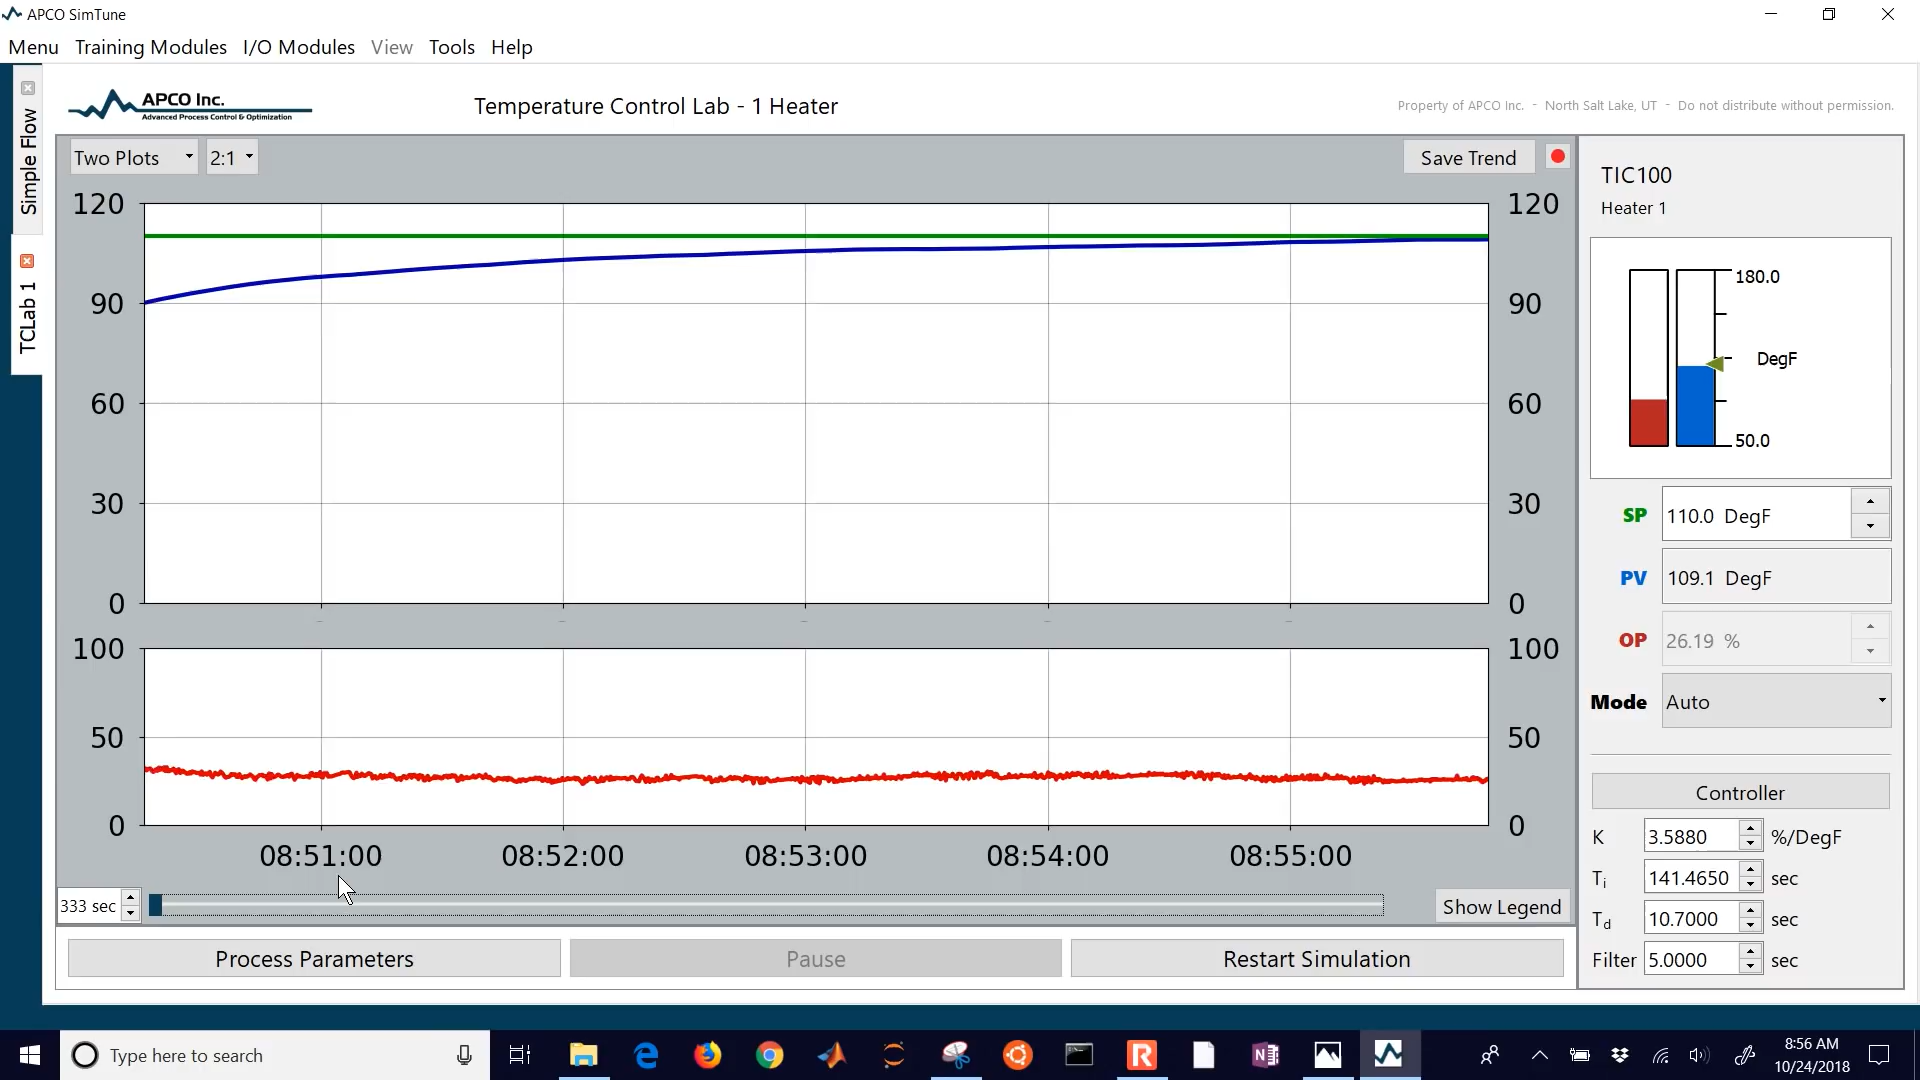 APCO SimTune
Menu Training Modules I/O Modules View Tools Help
Simple Flow
TCLab 1
APCO Inc.
Advanced Process Control & Optimization
Temperature Control Lab - 1 Heater
Property of APCO Inc. - North Salt Lake, UT - Do not distribute without permission.
Two Plots 2:1 Save Trend
120 120
90 90
60 60
30 30
0 0
100 100
50 50
0 0
08:51:00 08:52:00 08:53:00 08:54:00 08:55:00
333 sec Show Legend
Process Parameters Pause Restart Simulation
TIC100
Heater 1
180.0
DegF
50.0
SP 110.0 DegF
PV 109.1 DegF
OP 26.19 %
Mode Auto
Controller
K 3.5880 %/DegF
Ti 141.4650 sec
Td 10.7000 sec
Filter 5.0000 sec
Type here to search
8:56 AM
10/24/2018